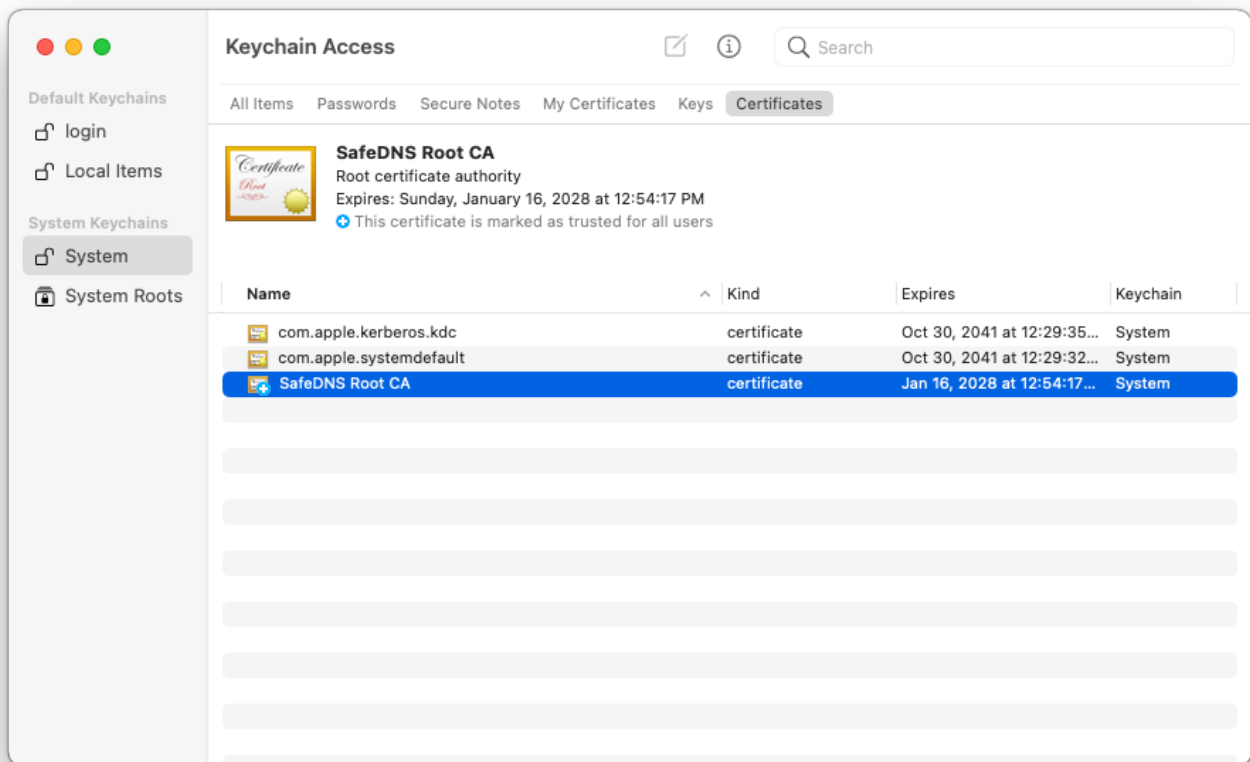 Keychain Access
Search
Default Keychains
login
Local Items
System Keychains
System
System Roots
All Items Passwords Secure Notes My Certificates Keys Certificates
Certificate
Root
SafeDNS Root CA
Root certificate authority
Expires: Sunday, January 16, 2028 at 12:54:17 PM
This certificate is marked as trusted for all users
Name Kind Expires Keychain
com.apple.kerberos.kdc certificate Oct 30, 2041 at 12:29:35... System
com.apple.systemdefault certificate Oct 30, 2041 at 12:29:32... System
SafeDNS Root CA certificate Jan 16, 2028 at 12:54:17... System